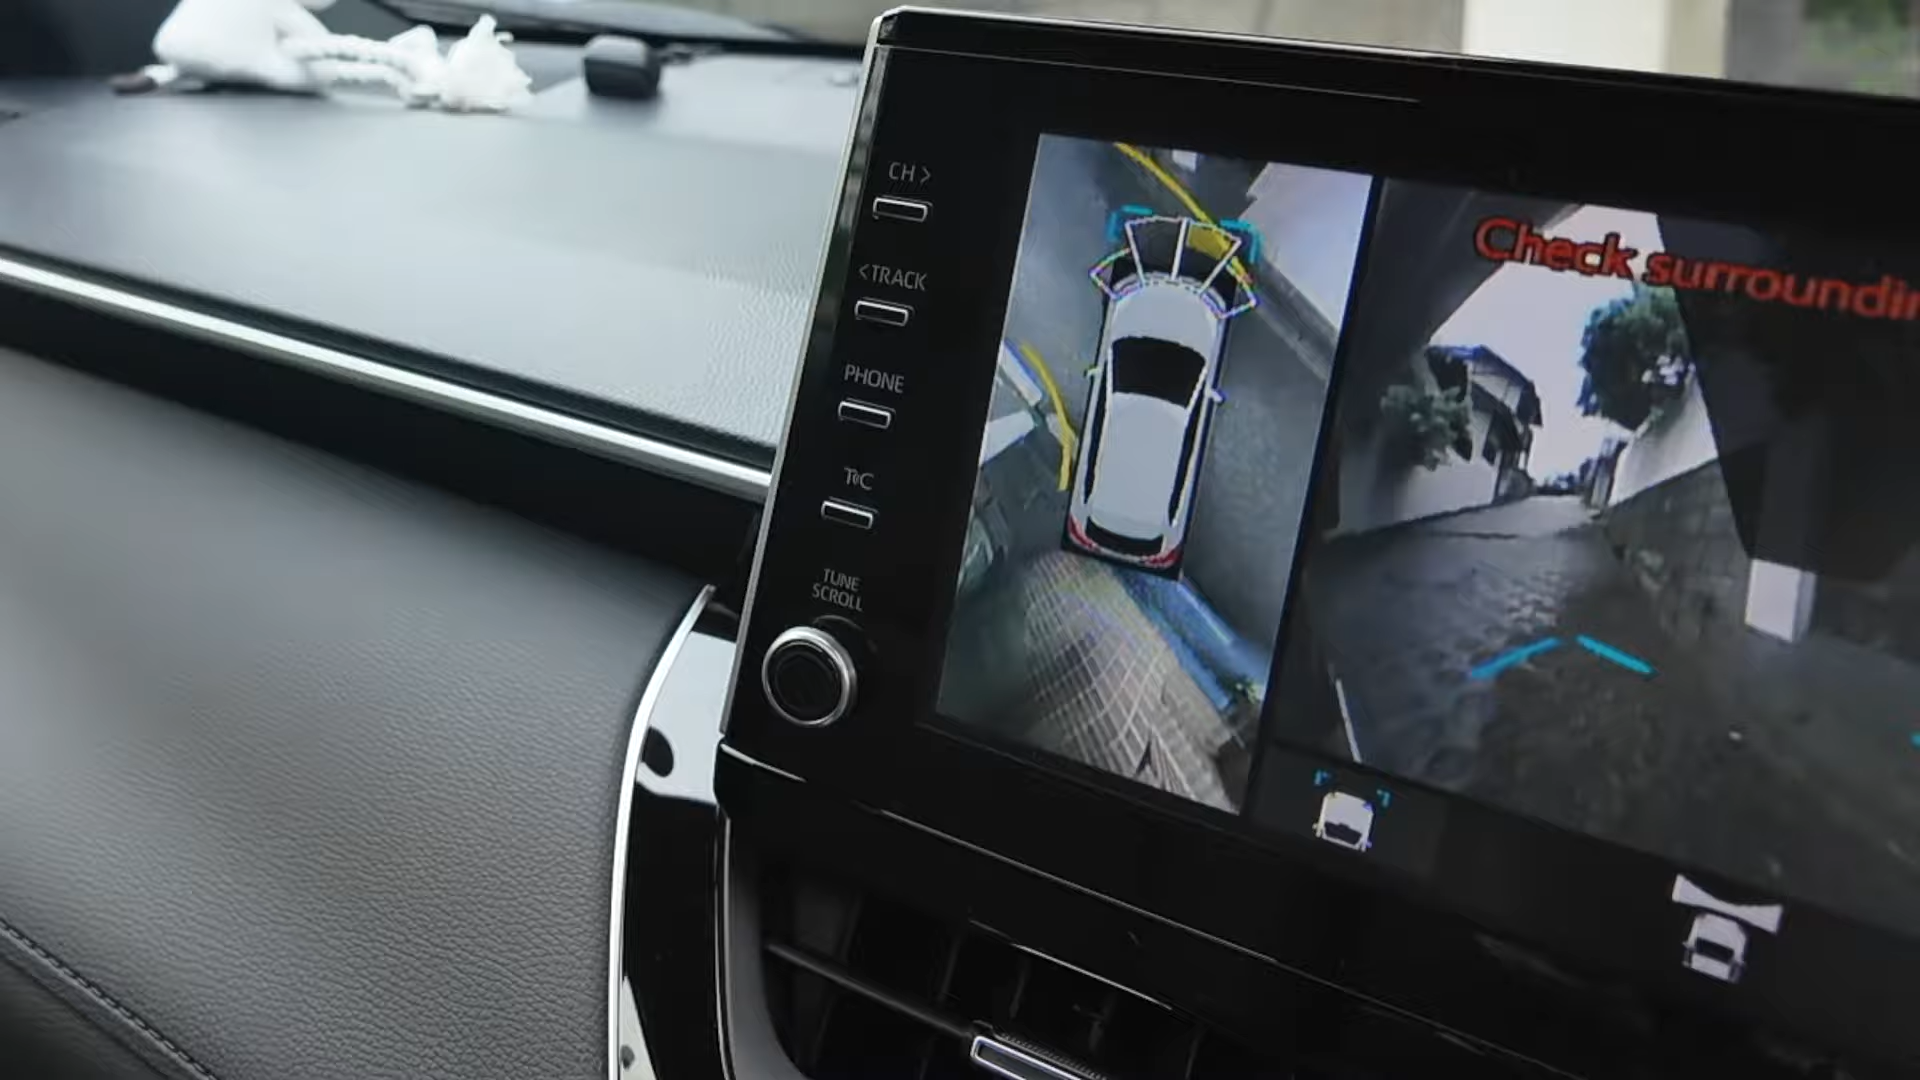 CH >
< TRACK
PHONE
T C
TUNE
SCROLL
Check surroundin